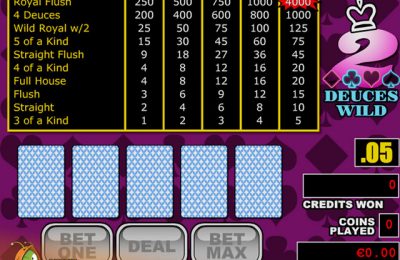 Royal Flush 250 500 750 1000 4000
4 Deuces 200 400 600 800 1000
Wild Royal w/2 25 50 75 100 125
5 of a Kind 15 30 45 60 75
Straight Flush 9 18 27 36 45
4 of a Kind 4 8 12 16 20
Full House 4 8 12 16 20
Flush 3 6 9 12 15
Straight 2 4 6 8 10
3 of a Kind 1 2 3 4 5
2
DEUCES
WILD
.05
0
CREDITS WON
COINS
PLAYED 0
BET
ONE
DEAL
BET
MAX
€0.00